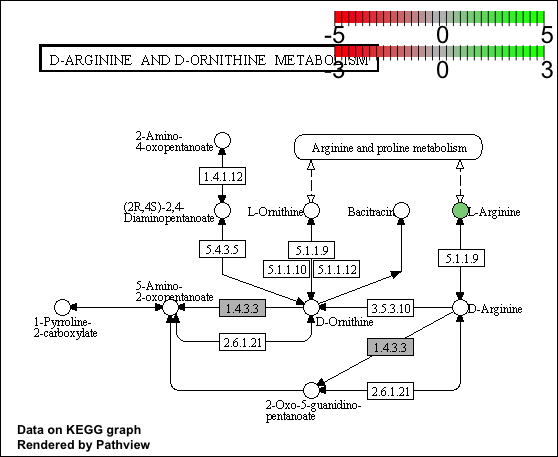 -5 0 5
D-ARGININE AND D-ORNITHINE METABOLISM
-3 0 3
2-Amino-
4-oxopentanoate
Arginine and proline metabolism
1.4.1.12
(2R,4S)-2,4-
Diaminopentanoate
L-Ornithine
Bacitracin
L-Arginine
5.4.3.5
5.1.1.9
5.1.1.9
5.1.1.10
5.1.1.12
5-Amino-
2-oxopentanoate
1.4.3.3
3.5.3.10
D-Arginine
D-Ornithine
1-Pyrroline-
2-carboxylate
2.6.1.21
1.4.3.3
2.6.1.21
2-Oxo-5-guanidino-
pentanoate
Data on KEGG graph
Rendered by Pathview